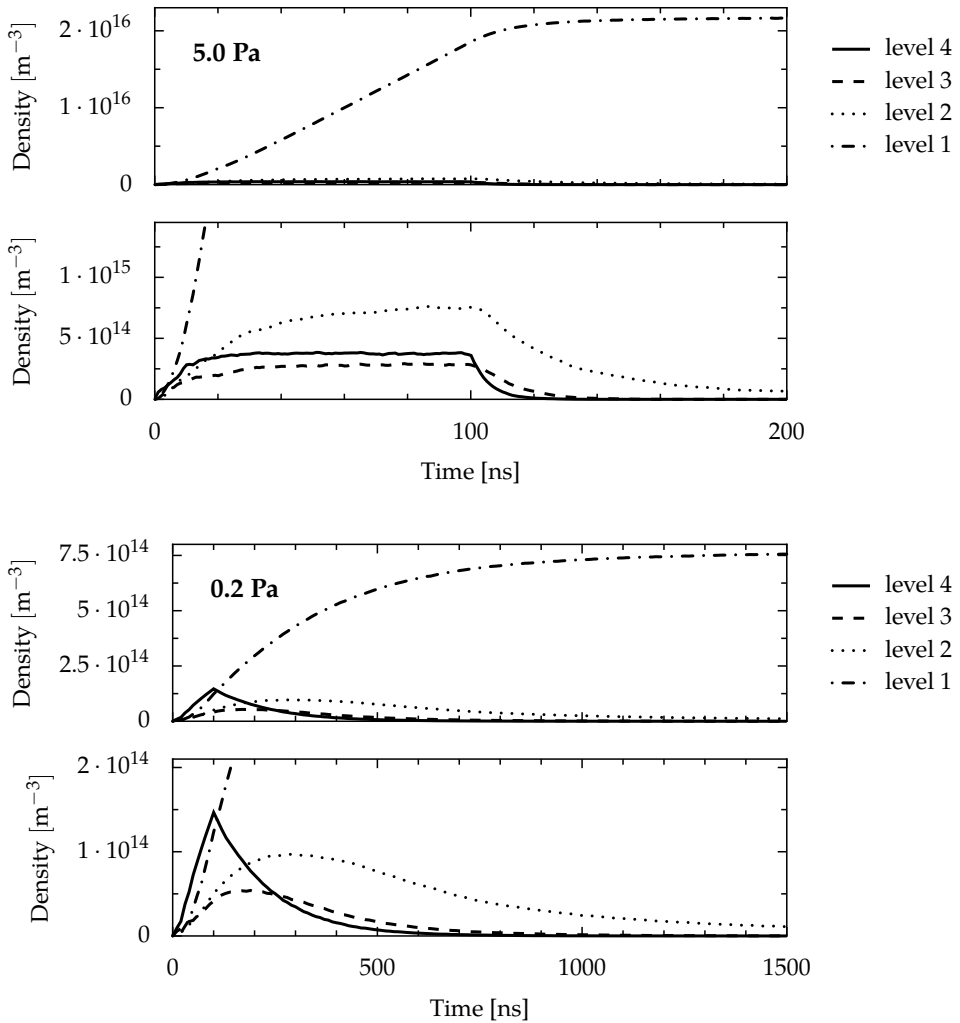 2 · 10^16
1 · 10^16
0
Density [m^−3]
5.0 Pa
level 4
level 3
level 2
level 1
1 · 10^15
5 · 10^14
0
Density [m^−3]
0 100 200
Time [ns]
7.5 · 10^14
5 · 10^14
2.5 · 10^14
0
Density [m^−3]
0.2 Pa
level 4
level 3
level 2
level 1
2 · 10^14
1 · 10^14
0
Density [m^−3]
0 500 1000 1500
Time [ns]